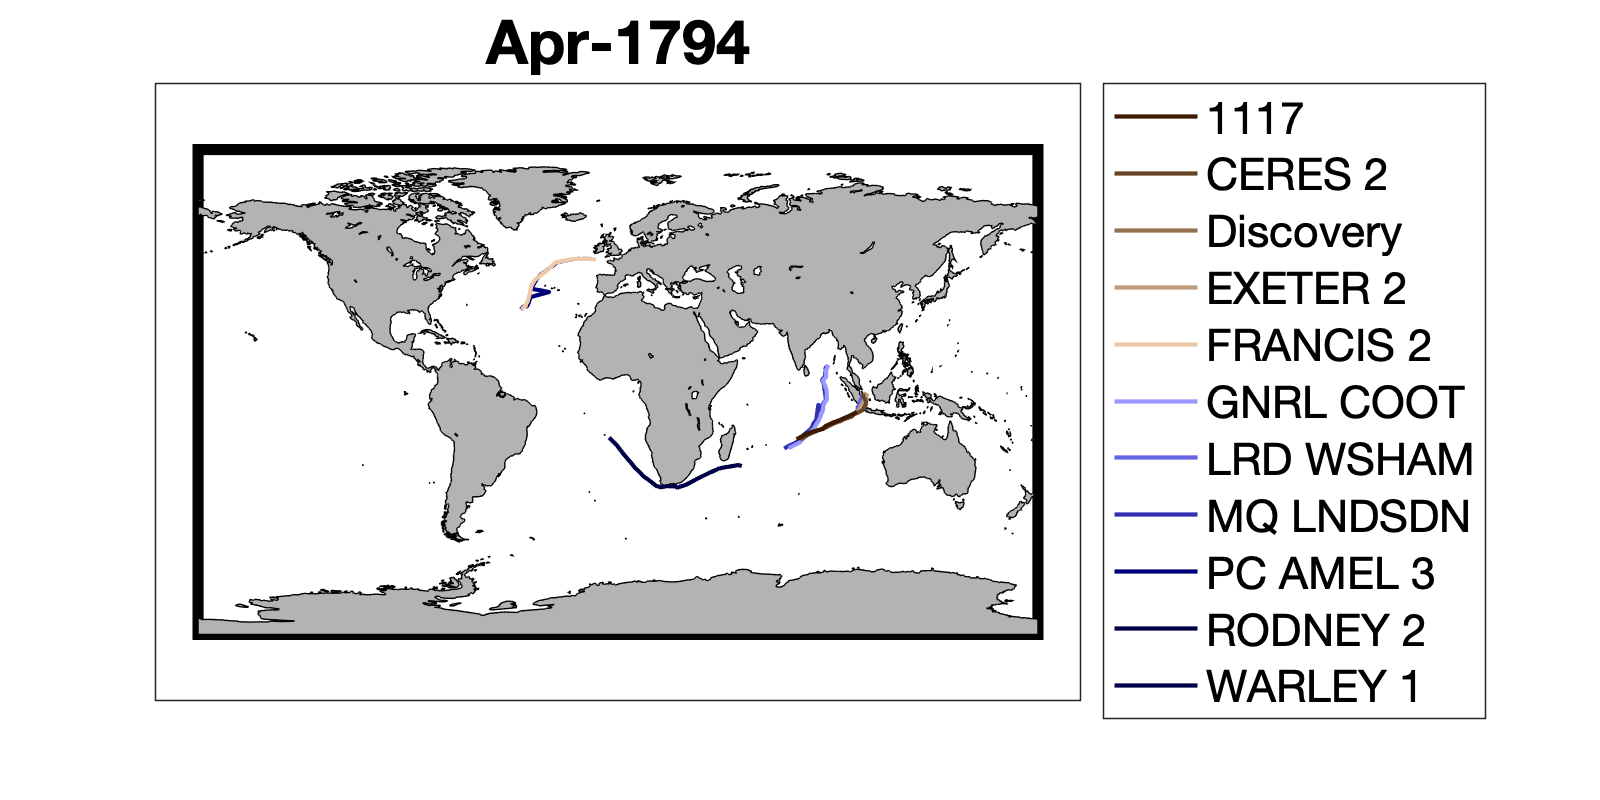 Apr-1794
1117
CERES 2
Discovery
EXETER 2
FRANCIS 2
GNRL COOT
LRD WSHAM
MQ LNDSDN
PC AMEL 3
RODNEY 2
WARLEY 1